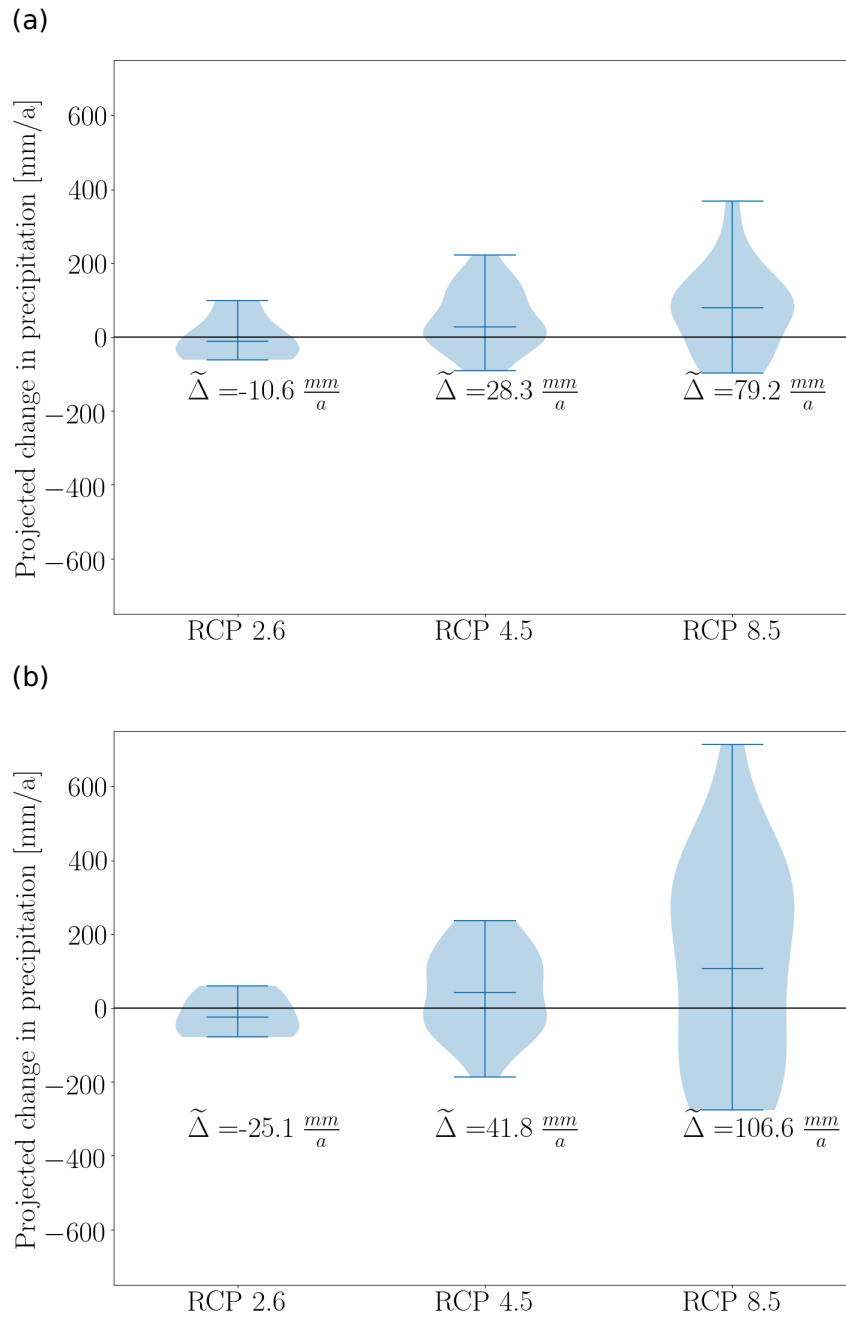 (a)
Projected change in precipitation [mm/a]
600
400
200
0
−200
−400
−600
Δ̃ =-10.6 mm/a
Δ̃ =28.3 mm/a
Δ̃ =79.2 mm/a
RCP 2.6
RCP 4.5
RCP 8.5
(b)
Projected change in precipitation [mm/a]
600
400
200
0
−200
−400
−600
Δ̃ =-25.1 mm/a
Δ̃ =41.8 mm/a
Δ̃ =106.6 mm/a
RCP 2.6
RCP 4.5
RCP 8.5